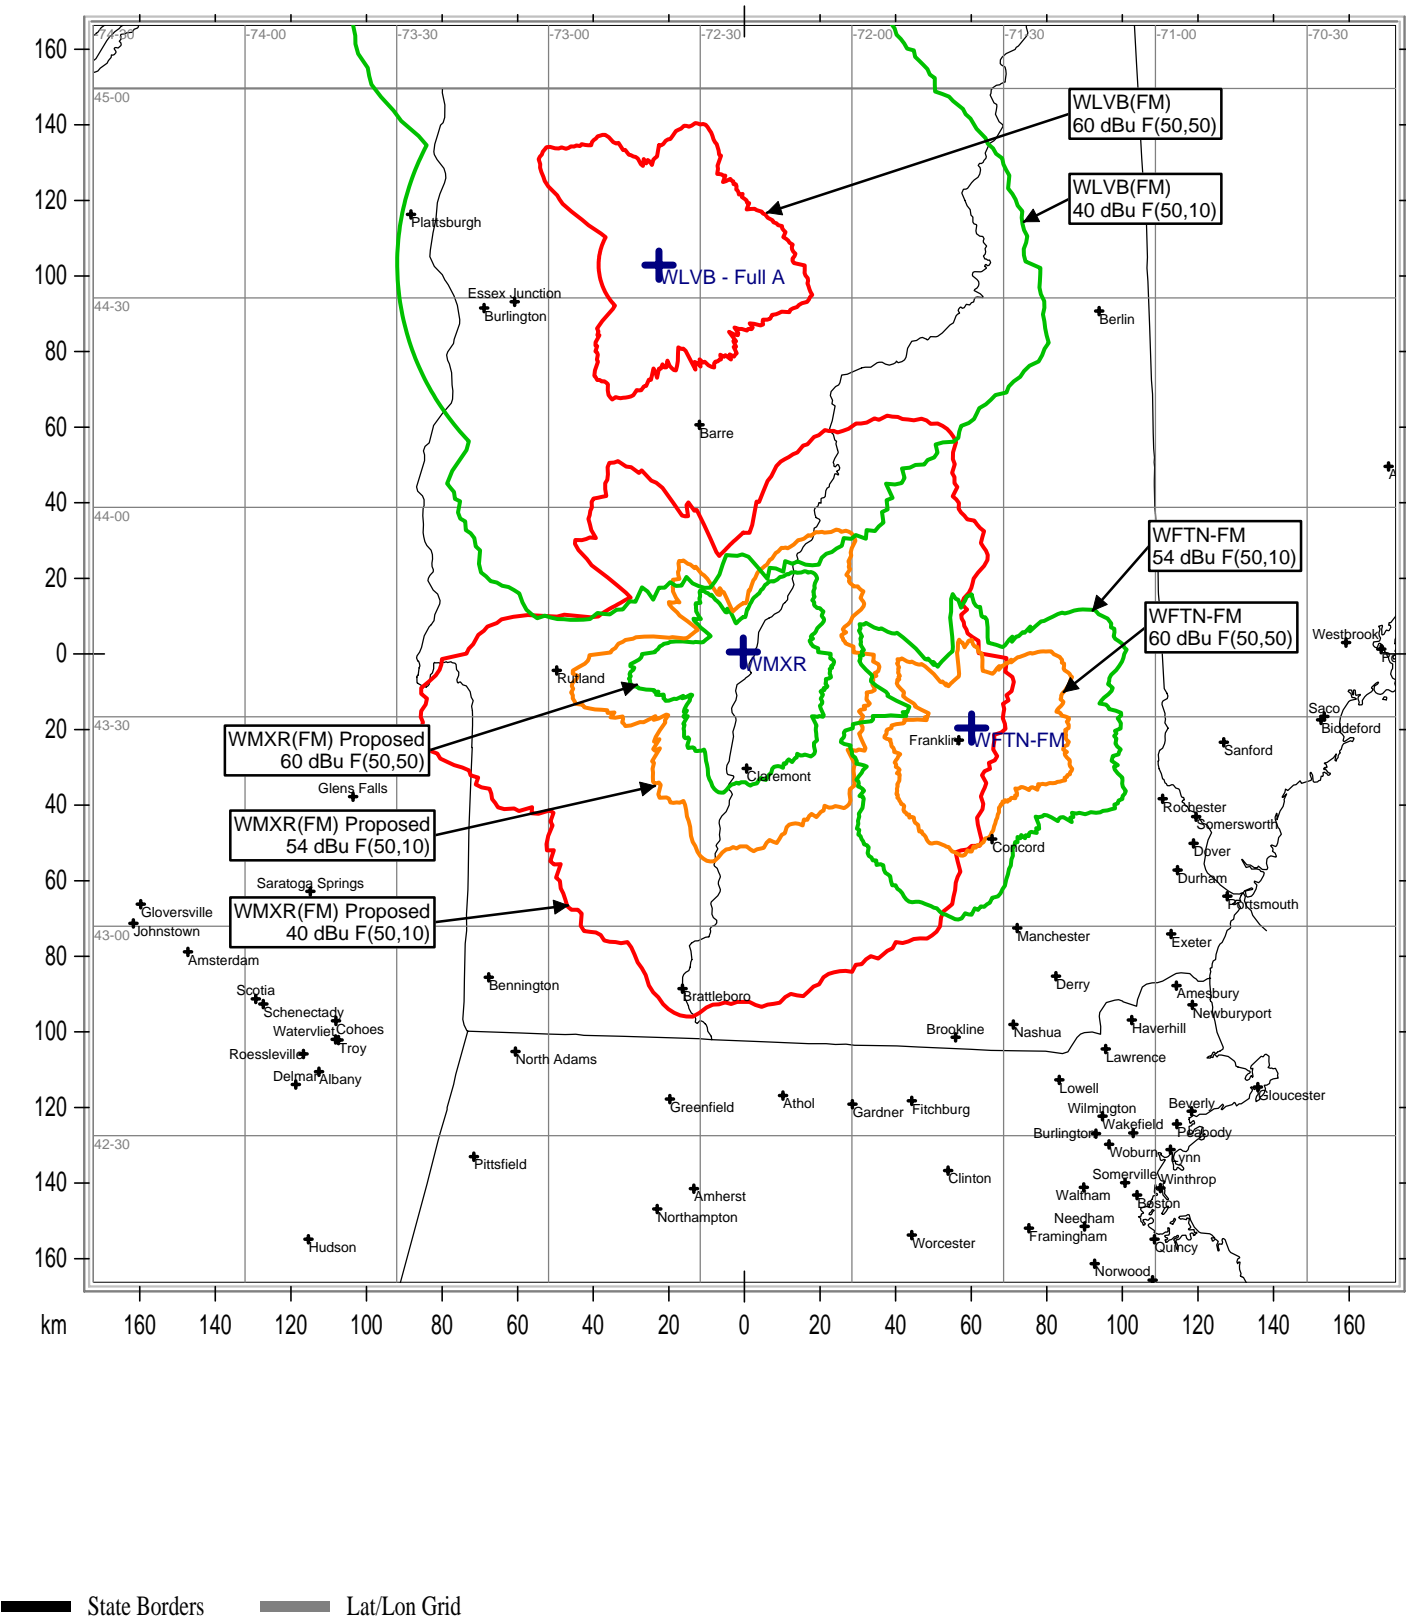 -74-30
-74-00
-73-30
-73-00
-72-30
-72-00
-71-30
-71-00
-70-30
160
140
120
100
80
60
40
20
0
20
40
60
80
100
120
140
160
45-00
44-30
44-00
43-30
43-00
42-30
WLVB(FM)
60 dBu F(50,50)
WLVB(FM)
40 dBu F(50,10)
Plattsburgh
WLVB - Full A
Essex Junction
Burlington
Berlin
Barre
A
WFTN-FM
54 dBu F(50,10)
WFTN-FM
60 dBu F(50,50)
Westbrook
WMXR
Rutland
Saco
Biddeford
Sanford
Franklin
WFTN-FM
WMXR(FM) Proposed
60 dBu F(50,50)
Claremont
Glens Falls
Rochester
Somersworth
WMXR(FM) Proposed
54 dBu F(50,10)
Concord
Dover
Durham
Saratoga Springs
Portsmouth
WMXR(FM) Proposed
40 dBu F(50,10)
Gloversville
Johnstown
Manchester
Exeter
Amsterdam
Bennington
Derry
Scotia
Brattleboro
Amesbury
Schenectady
Newburyport
Watervliet
Cohoes
Brookline
Nashua
Haverhill
Troy
Roessleville
North Adams
Lawrence
Delmar
Albany
Lowell
Gloucester
Greenfield
Athol
Gardner
Fitchburg
Wilmington
Beverly
Wakefield
Peabody
Burlington
Woburn
Lynn
Pittsfield
Clinton
Somerville
Winthrop
Amherst
Waltham
Boston
Northampton
Needham
Framingham
Hudson
Worcester
Quincy
Norwood
km
160
140
120
100
80
60
40
20
0
20
40
60
80
100
120
140
160
State Borders
Lat/Lon Grid